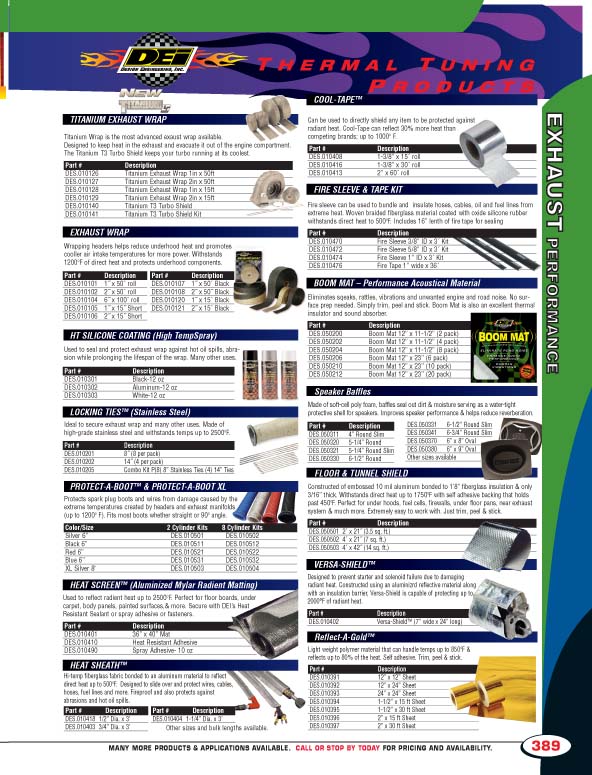 DEi
DESIGN ENGINEERING, INC.
THERMAL TUNING
PRODUCTS
NEW
TITANIUM'S
TITANIUM EXHAUST WRAP
Titanium Wrap is the most advanced exaust wrap available.
Designed to keep heat in the exhaust and evacuate it out of the engine compartment.
The Titanium T3 Turbo Shield keeps your turbo running at its coolest.
Part # Description
DES.010126 Titanium Exhaust Wrap 1in x 50ft
DES.010127 Titanium Exhaust Wrap 2in x 50ft
DES.010128 Titanium Exhaust Wrap 1in x 15ft
DES.010129 Titanium Exhaust Wrap 2in x 15ft
DES.010140 Titanium T3 Turbo Shield
DES.010141 Titanium T3 Turbo Shield Kit
EXHAUST WRAP
Wrapping headers helps reduce underhood heat and promotes
cooler air intake temperatures for more power. Withstands
1200°F of direct heat and protects underhood components.
Part # Description Part # Description
DES.010101 1" x 50' roll DES.010107 1" x 50' Black
DES.010102 2" x 50' roll DES.010108 2" x 50' Black
DES.010104 6" x 100' roll DES.010120 1" x 15' Black
DES.010105 1" x 15' Short DES.010121 2" x 15' Black
DES.010106 2" x 15' Short
HT SILICONE COATING (High TempSpray)
Used to seal and protect exhaust wrap against hot oil spills, abra-
sion while prolonging the lifespan of the wrap. Many other uses.
Part # Description
DES.010301 Black-12 oz
DES.010302 Aluminum-12 oz
DES.010303 White-12 oz
LOCKING TIES™ (Stainless Steel)
Ideal to secure exhaust wrap and many other uses. Made of
high-grade stainless steel and withstands temps up to 2500°F.
Part # Description
DES.010201 8" (8 per pack)
DES.010202 14" (4 per pack)
DES.010205 Combo Kit P(8) 8" Stainless Ties (4) 14" Ties
PROTECT-A-BOOT™ & PROTECT-A-BOOT XL
Protects spark plug boots and wires from damage caused by the
extreme temperatures created by headers and exhaust manifolds
(up to 1200° F). Fits most boots whether straight or 90° angle.
Color/Size 2 Cylinder Kits 8 Cylinder Kits
Silver 6" DES.010501 DES.010502
Black 6" DES.010511 DES.010512
Red 6" DES.010521 DES.010522
Blue 6" DES.010531 DES.010532
XL Silver 8' DES.010503 DES.010504
HEAT SCREEN™ (Aluminized Mylar Radient Matting)
Used to reflect radient heat up to 2500°F. Perfect for floor boards, under
carpet, body panels, painted surfaces,& more. Secure with DEI's Heat
Resistant Sealant or spray adhesive or fasteners.
Part # Description
DES.010401 36" x 40" Mat
DES.010410 Heat Resistant Adhesive
DES.010490 Spray Adhesive- 10 oz
HEAT SHEATH™
Hi-temp fiberglass fabric bonded to an aluminum material to reflect
direct heat up to 500°F. Designed to slide over and protect wires, cables,
hoses, fuel lines and more. Fireproof and also protects against
abrasions and hot oil spills.
Part # Description Part # Description
DES.010418 1/2" Dia. x 3' DES.010404 1-1/4" Dia. x 3'
DES.010403 3/4" Dia. x 3' Other sizes and bulk lengths available.
COOL-TAPE™
Can be used to directly shield any item to be protected against
radiant heat. Cool-Tape can reflect 30% more heat than
competing brands; up to 1000° F.
Part # Description
DES.010408 1-3/8" x 15' roll
DES.010416 1-3/8" x 30' roll
DES.010413 2" x 60' roll
FIRE SLEEVE & TAPE KIT
Fire sleeve can be used to bundle and insulate hoses, cables, oil and fuel lines from
extreme heat. Woven braided fiberglass material coated with oxide silicone rubber
withstands direct heat to 500°F. Includes 16" lenth of fire tape for sealing
Part # Description
DES.010470 Fire Sleeve 3/8" ID x 3' Kit
DES.010472 Fire Sleeve 5/8" ID x 3' Kit
DES.010474 Fire Sleeve 1" ID x 3' Kit
DES.010476 Fire Tape 1" wide x 36"
BOOM MAT – Performance Acoustical Material
Eliminates squeaks, rattles, vibrations and unwanted engine and road noise. No sur-
face prep needed. Simply trim, peel and stick. Boom Mat is also an excellent thermal
insulator and sound absorber.
Part # Description
DES.050200 Boom Mat 12" x 11-1/2" (2 pack)
DES.050202 Boom Mat 12" x 11-1/2" (4 pack)
DES.050204 Boom Mat 12" x 11-1/2" (8 pack)
DES.050206 Boom Mat 12" x 23" (6 pack)
DES.050210 Boom Mat 12" x 23" (10 pack)
DES.050212 Boom Mat 12" x 23" (20 pack)
BOOM MAT
Speaker Baffles
Made of soft-cell poly foam, baffles seal out dirt & moisture serving as a water-tight
protective shell for speakers. Improves speaker performance & helps reduce reverberation.
Part # Description
DES.050311 4" Round Slim
DES.050320 5-1/4" Round
DES.050321 5-1/4" Round Slim
DES.050330 6-1/2" Round
DES.050331 6-1/2" Round Slim
DES.050341 6-3/4" Round Slim
DES.050370 6" x 8" Oval
DES.050380 6" x 9" Oval
Other sizes available
FLOOR & TUNNEL SHIELD
Constructed of embossed 10 mil aluminum bonded to 1'8" fiberglass insulation & only
3/16" thick. Withstands direct heat up to 1750°F with self adhesive backing that holds
past 450F. Perfect for under hoods, fuel cells, firewalls, under floor pans, near exhaust
system & much more. Extremely easy to work with. Just trim, peel & stick.
Part # Description
DES.050501 2' x 21" (3.5 sq. ft.)
DES.050502 4' x 21" (7 sq. ft.)
DES.050503 4' x 42" (14 sq. ft.)
VERSA-SHIELD™
Designed to prevent starter and solenoid failure due to damaging
radiant heat. Constructed using an aluminized reflective material along
with an insulation barrier, Versa-Shield is capable of protecting up to
2000°F of radiant heat.
Part # Description
DES.010402 Versa-Shield™ (7" wide x 24" long)
Reflect-A-Gold™
Light weight polymer material that can handle temps up to 850°F &
reflects up to 80% of the heat. Self adhesive. Trim, peel & stick.
Part # Description
DES.010391 12" x 12" Sheet
DES.010392 12" x 24" Sheet
DES.010393 24" x 24" Sheet
DES.010394 1-1/2" x 15 ft Sheet
DES.010395 1-1/2" x 30 ft Sheet
DES.010396 2" x 15 ft Sheet
DES.010397 2" x 30 ft Sheet
EXHAUST PERFORMANCE
MANY MORE PRODUCTS & APPLICATIONS AVAILABLE. CALL OR STOP BY TODAY FOR PRICING AND AVAILABILITY.
389